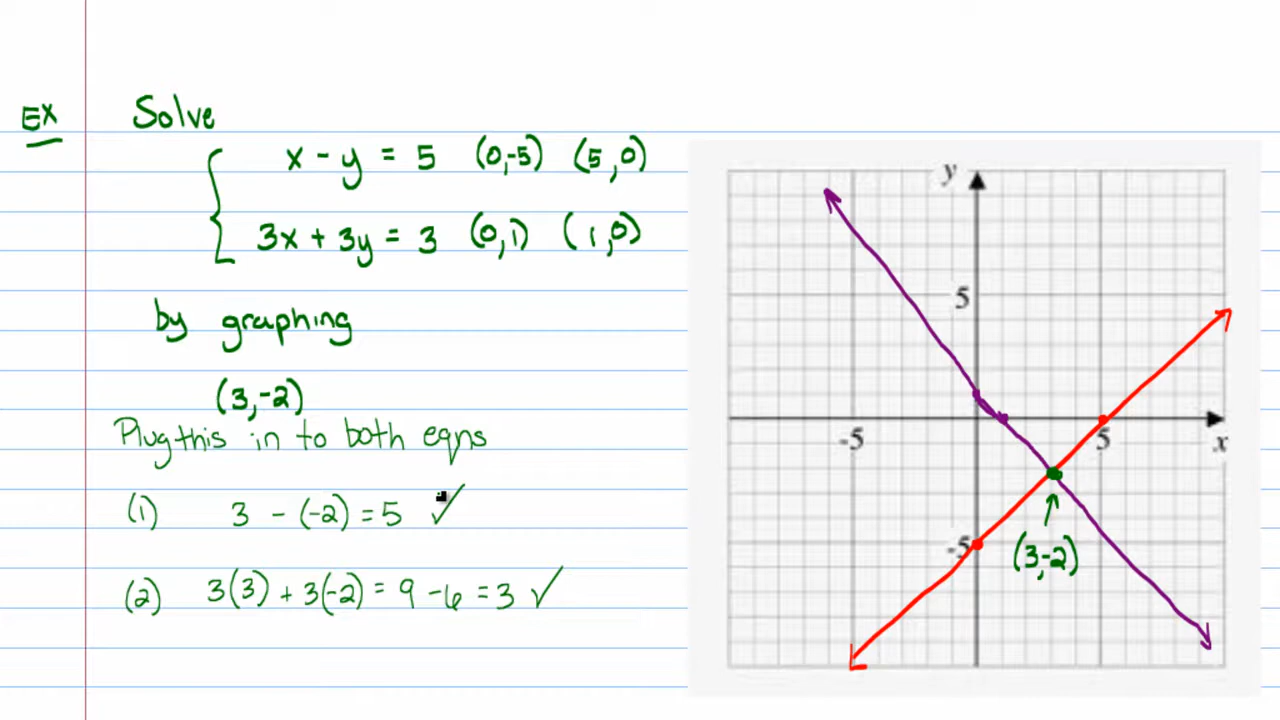 EX Solve
x - y = 5 (0,-5) (5,0)
3x + 3y = 3 (0,1) (1,0)
by graphing
(3,-2)
Plug this in to both eqns
(1) 3 - (-2) = 5 ✓
(2) 3(3) + 3(-2) = 9 - 6 = 3 ✓
y
5
-5
5
x
-5
(3,-2)